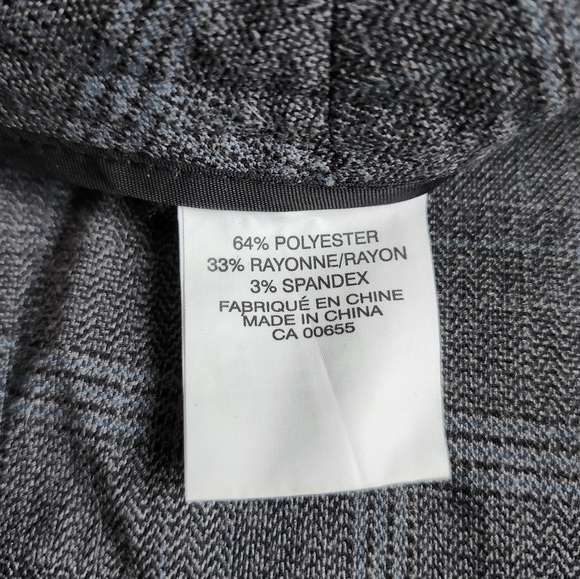 64% POLYESTER
33% RAYONNE/RAYON
3% SPANDEX
FABRIQUÉ EN CHINE
MADE IN CHINA
CA 00655